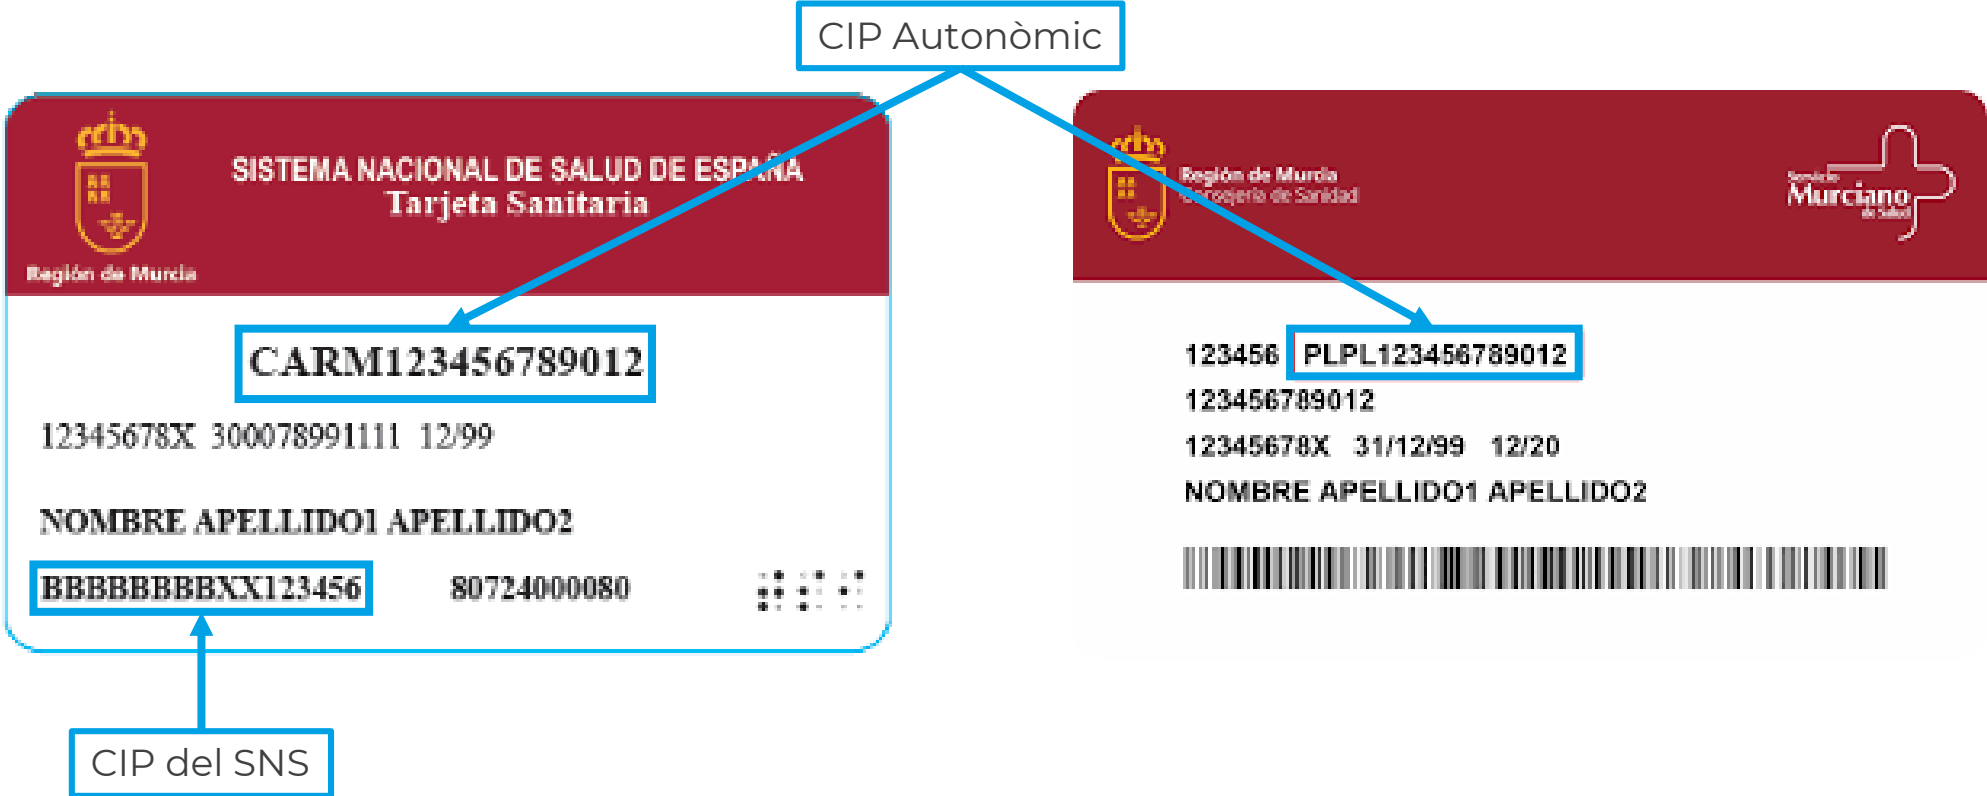 CIP Autonòmic
SISTEMA NACIONAL DE SALUD DE ESPAÑA
Tarjeta Sanitaria
Región de Murcia
CARM123456789012
12345678X 300078991111 12/99
NOMBRE APELLIDO1 APELLIDO2
BBBBBBBBXX123456 80724000080
CIP del SNS
Región de Murcia
Consejería de Sanidad
Servicio
Murciano
de Salud
123456 PLPL123456789012
123456789012
12345678X 31/12/99 12/20
NOMBRE APELLIDO1 APELLIDO2